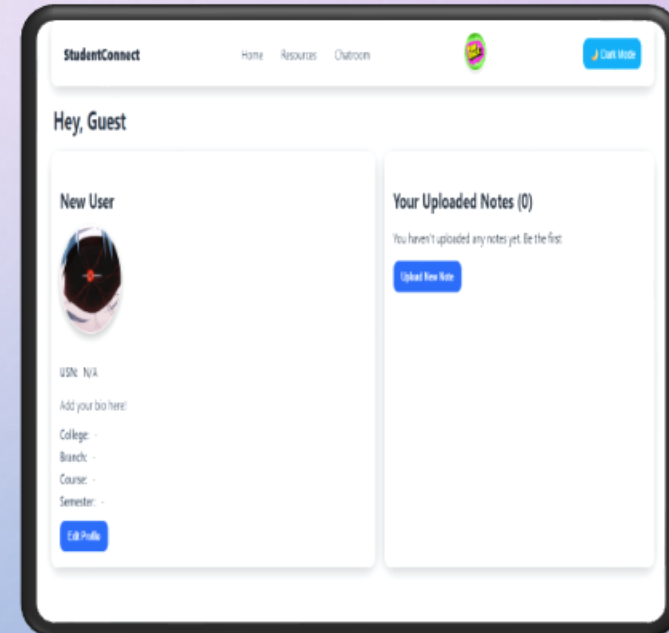 StudentConnect
Home Resources Chatroom
Dark Mode
Hey, Guest
New User
USN: N/A
Add your bio here!
College: -
Branch: -
Course: -
Semester: -
Edit Profile
Your Uploaded Notes (0)
You haven't uploaded any notes yet. Be the first
Upload New Note